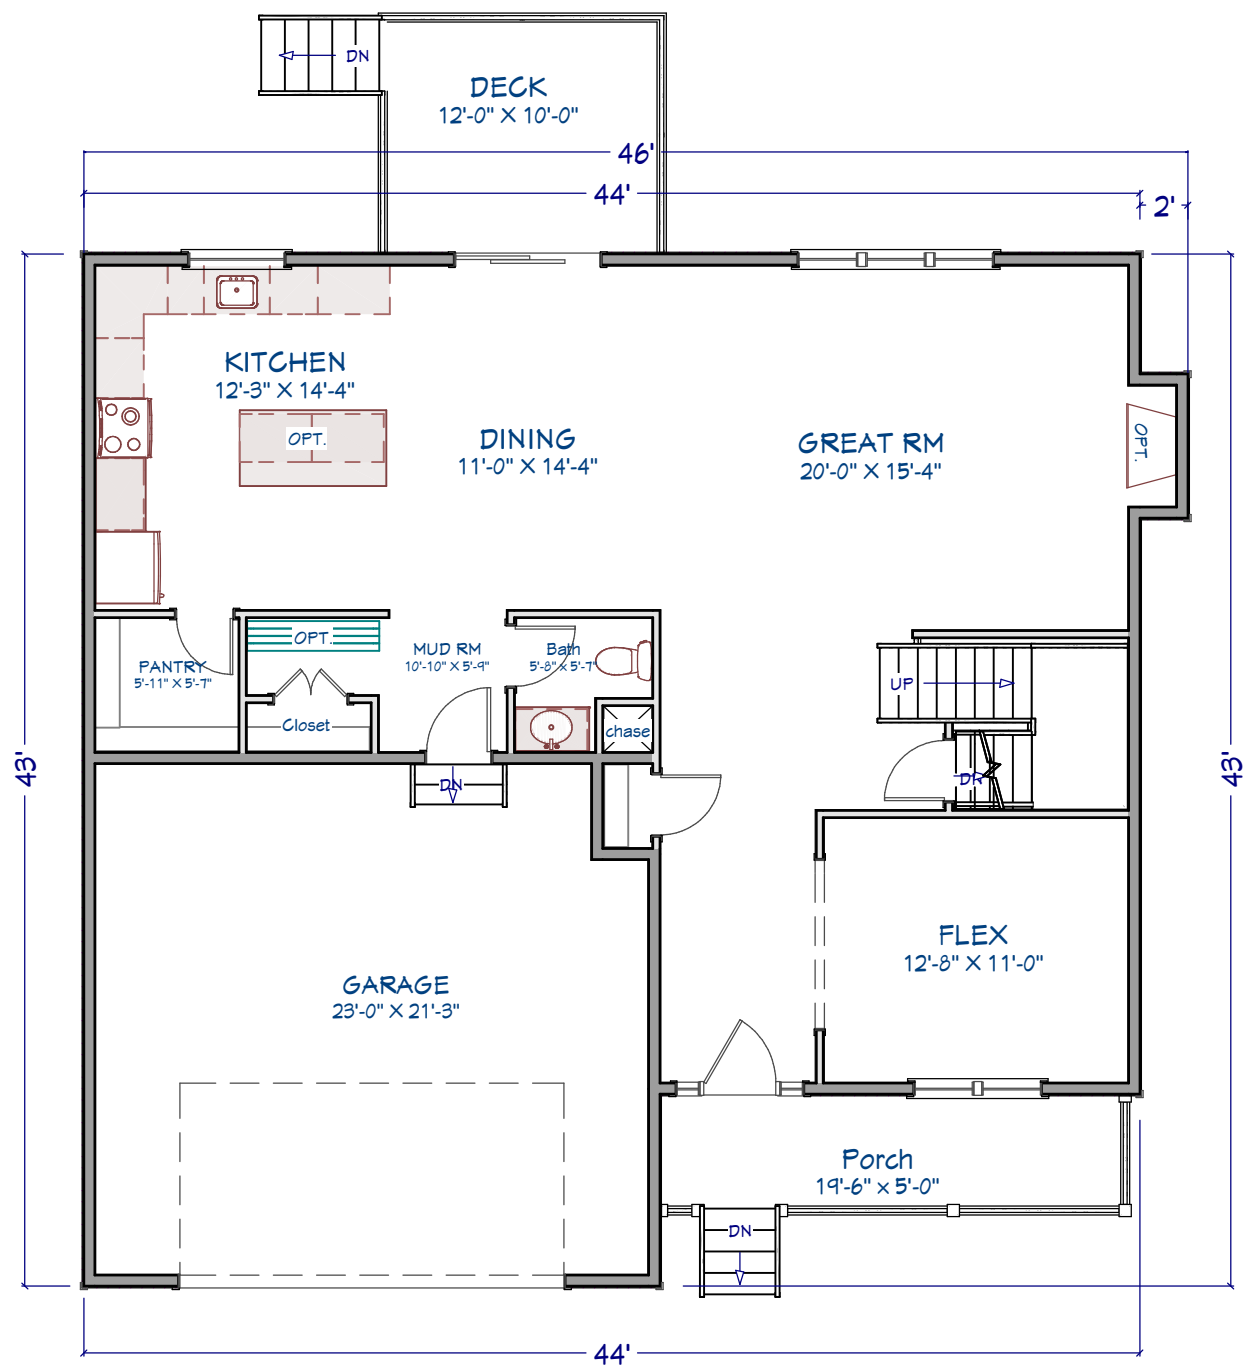 DN
DECK
12'-0" X 10'-0"
46'
44'
2'
KITCHEN
12'-3" X 14'-4"
OPT.
DINING
11'-0" X 14'-4"
GREAT RM
20'-0" X 15'-4"
OPT.
OPT.
MUD RM
10'-10" X 5'-9"
Bath
5'-8" x 5'-7"
PANTRY
5'-11" X 5'-7"
UP
Closet
chase
43'
DN
DN
43'
FLEX
12'-8" X 11'-0"
GARAGE
23'-0" X 21'-3"
Porch
19'-6" x 5'-0"
DN
44'